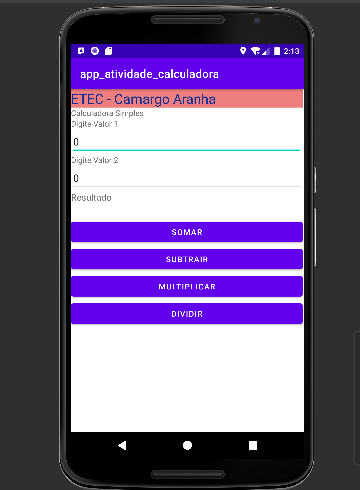 2:13
app_atividade_calculadora
ETEC - Camargo Aranha
Calculadora Simples
Digite Valor 1
0
Digite Valor 2
0
Resultado
SOMAR
SUBTRAIR
MULTIPLICAR
DIVIDIR